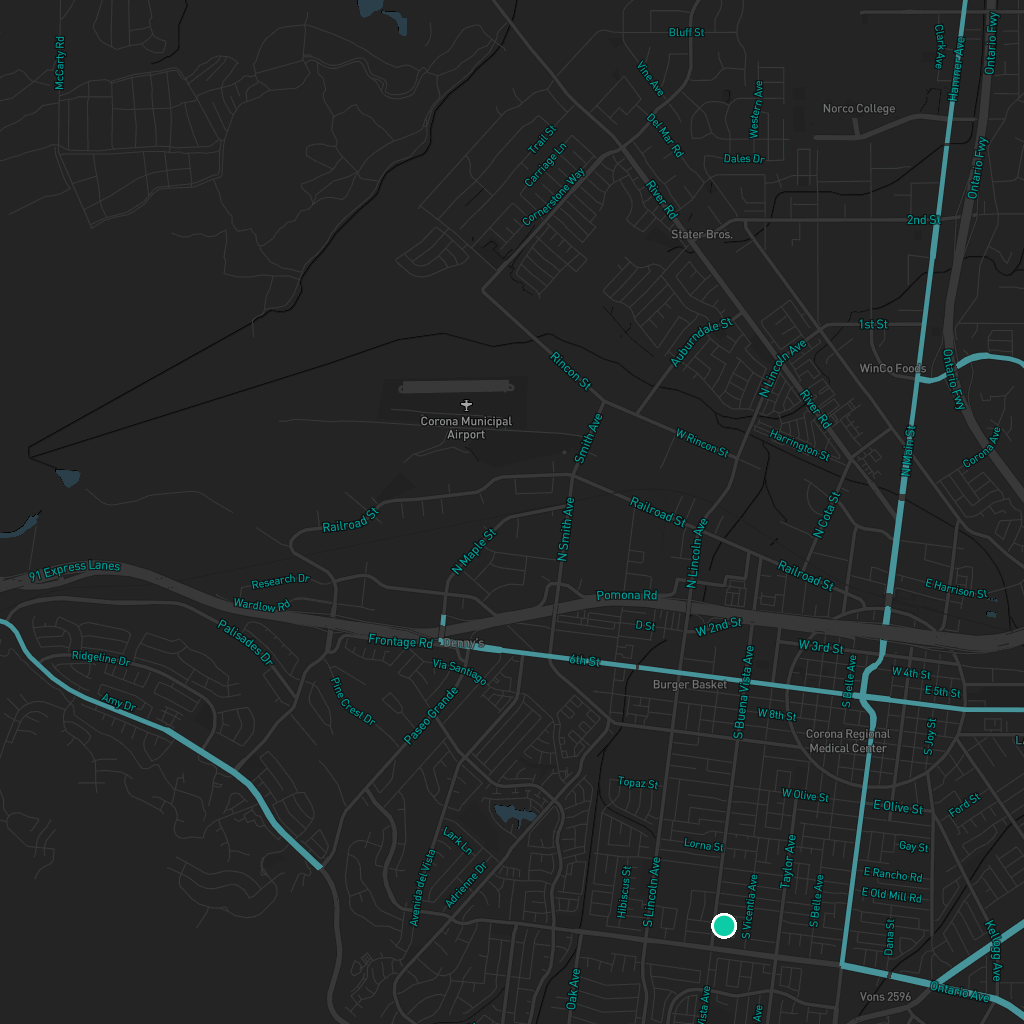 Bluff St
Clark Ave
Hamner Ave
Ontario Fwy
McCarty Rd
Vine Ave
Western Ave
Norco College
Trail St
Del Mar Rd
Carriage Ln
Dales Dr
Ontario Fwy
Cornerstone Way
River Rd
2nd St
Stater Bros.
Auburndale St
1st St
Rincon St
N Lincoln Ave
WinCo Foods
Ontario Fwy
River Rd
Corona Municipal
Airport
Smith Ave
W Rincon St
Harrington St
N Main St
Corona Ave
Railroad St
Railroad St
N Cota St
N Smith Ave
N Maple St
N Lincoln Ave
91 Express Lanes
Research Dr
Railroad St
E Harrison St...
Wardlow Rd
Pomona Rd
D St
W 2nd St
Palisades Dr
Frontage Rd
Denny's
W 3rd St
Ridgeline Dr
Via Santiago
6th St
Burger Basket
S Buena Vista Ave
S Belle Ave
W 4th St
E 5th St
Amy Dr
Pine Crest Dr
Paseo Grande
W 8th St
Corona Regional
Medical Center
S Joy St
L
Topaz St
W Olive St
E Olive St
Ford St
Lark Ln
Lorna St
Gay St
Avenida del Vista
Adrienne Dr
Hibiscus St
S Lincoln Ave
S Vicentia Ave
Taylor Ave
S Belle Ave
E Rancho Rd
E Old Mill Rd
Dana St
Kellogg Ave
Oak Ave
Vista Ave
Ave
Vons 2596
Ontario Ave